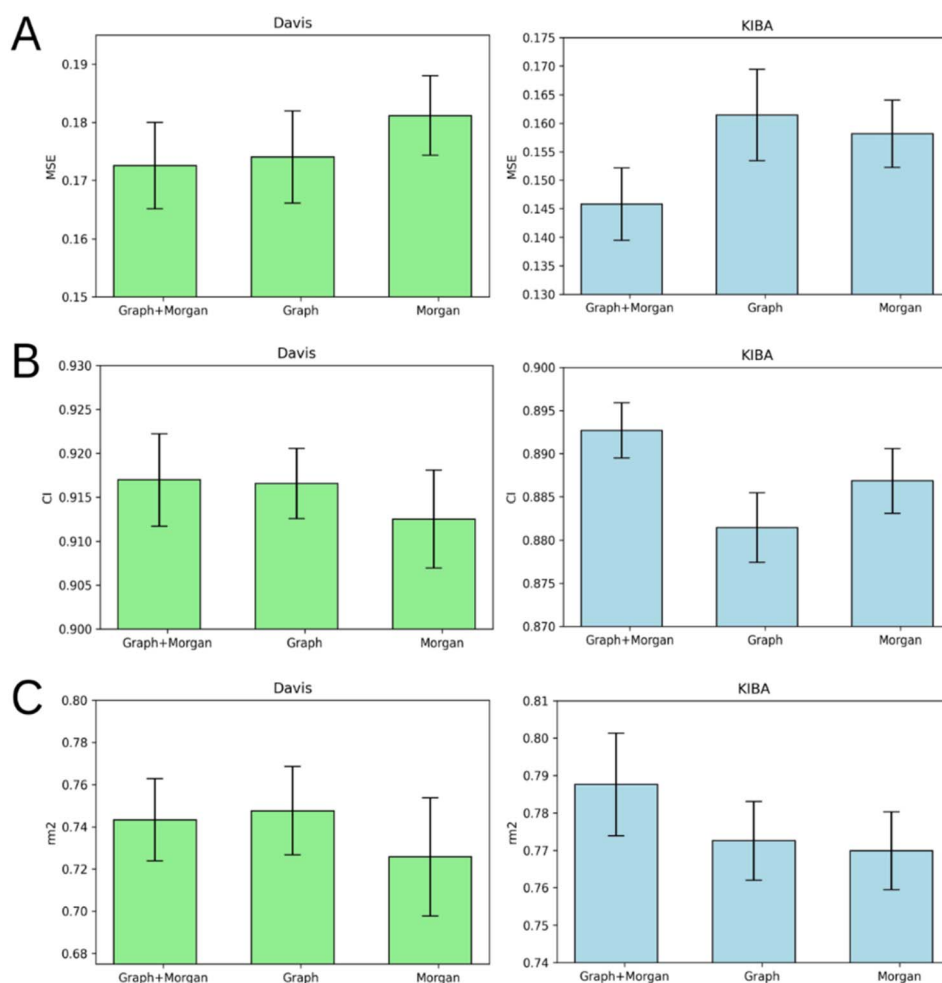 A
Davis
MSE
0.19
0.18
0.17
0.16
0.15
Graph+Morgan Graph Morgan
KIBA
MSE
0.175
0.170
0.165
0.160
0.155
0.150
0.145
0.140
0.135
0.130
Graph+Morgan Graph Morgan
B
Davis
CI
0.930
0.925
0.920
0.915
0.910
0.905
0.900
Graph+Morgan Graph Morgan
KIBA
CI
0.900
0.895
0.890
0.885
0.880
0.875
0.870
Graph+Morgan Graph Morgan
C
Davis
rm2
0.80
0.78
0.76
0.74
0.72
0.70
0.68
Graph+Morgan Graph Morgan
KIBA
rm2
0.81
0.80
0.79
0.78
0.77
0.76
0.75
0.74
Graph+Morgan Graph Morgan